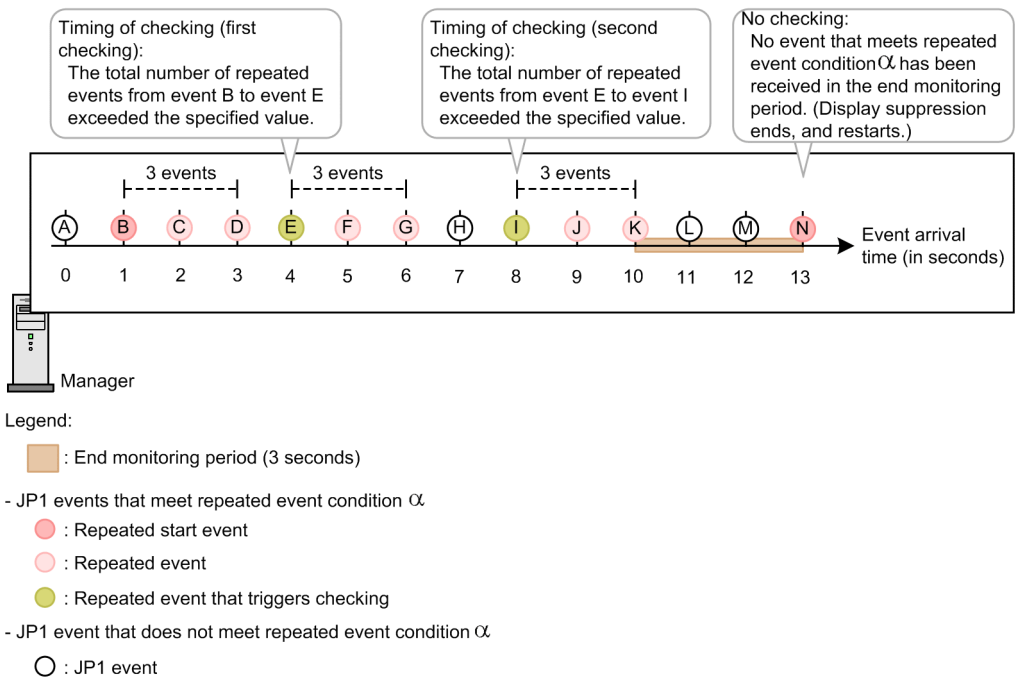 Timing of checking (first
checking):
The total number of repeated
events from event B to event E
exceeded the specified value.
Timing of checking (second
checking):
The total number of repeated
events from event E to event I
exceeded the specified value.
No checking:
No event that meets repeated
event condition α has been
received in the end monitoring
period. (Display suppression
ends, and restarts.)
3 events 3 events 3 events
A B C D E F G H I J K L M N
Event arrival
time (in seconds)
0 1 2 3 4 5 6 7 8 9 10 11 12 13
Manager
Legend:
: End monitoring period (3 seconds)
- JP1 events that meet repeated event condition α
: Repeated start event
: Repeated event
: Repeated event that triggers checking
- JP1 event that does not meet repeated event condition α
: JP1 event